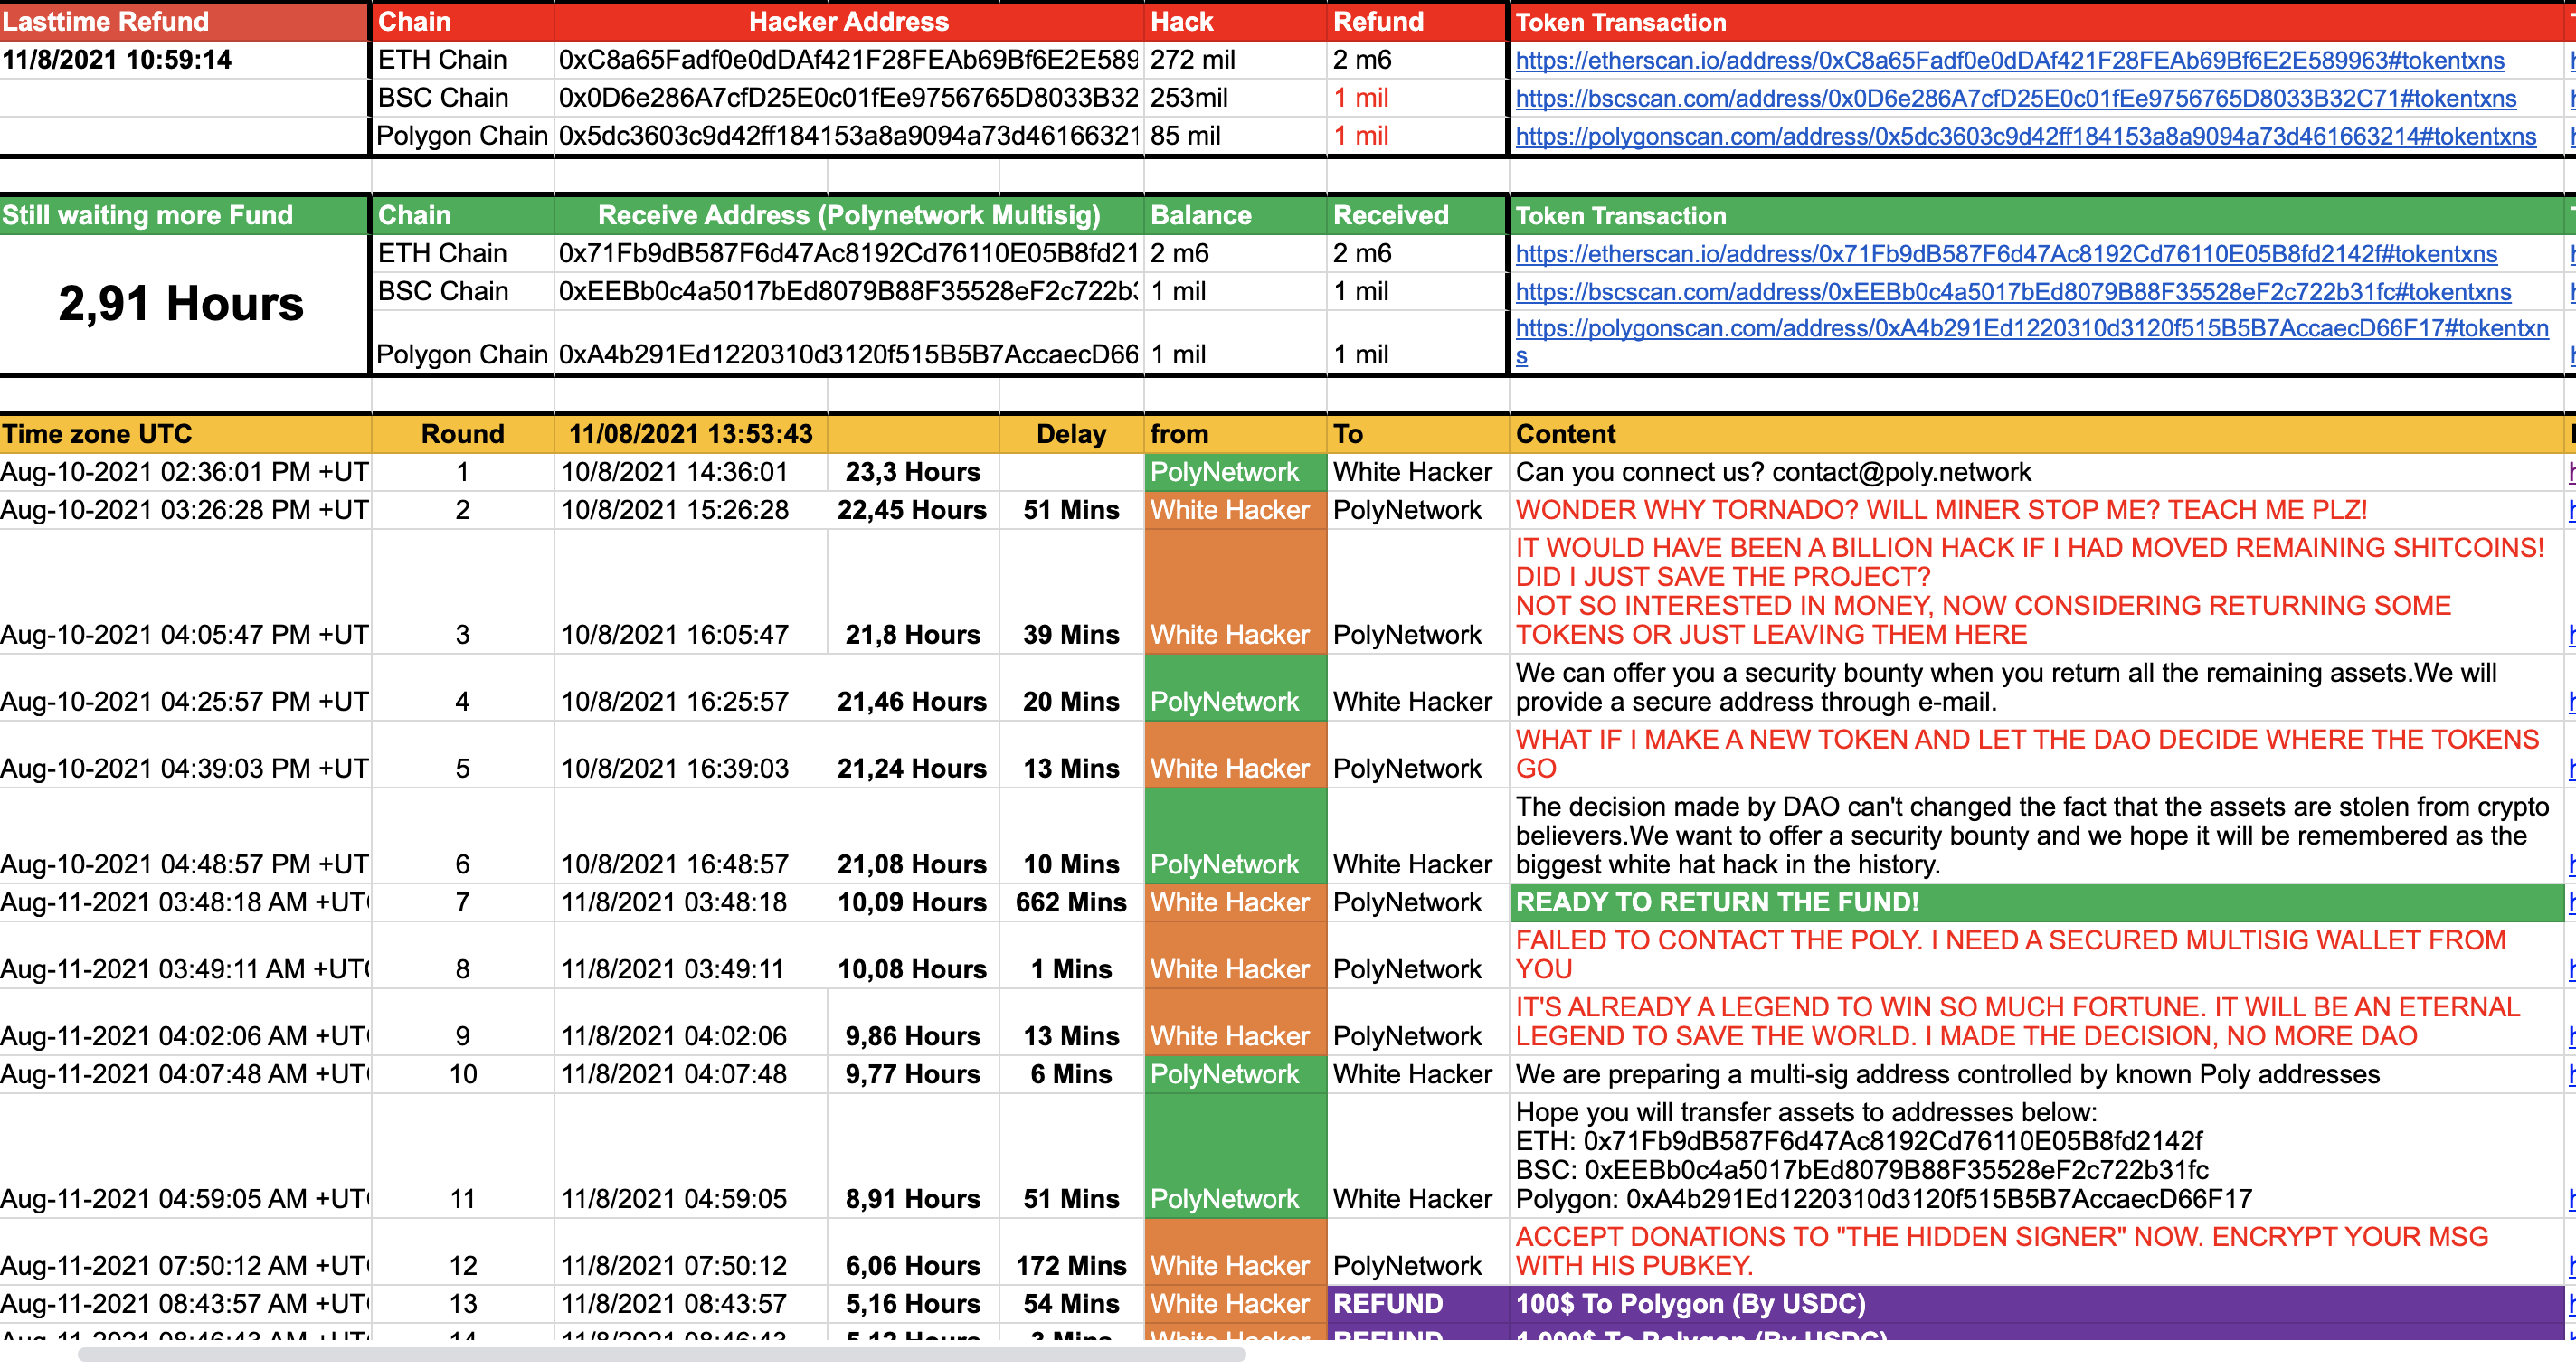 Lasttime Refund Chain Hacker Address Hack Refund Token Transaction
11/8/2021 10:59:14 ETH Chain 0xC8a65Fadf0e0dDAf421F28FEAb69Bf6E2E589 272 mil 2 m6 https://etherscan.io/address/0xC8a65Fadf0e0dDAf421F28FEAb69Bf6E2E589963#tokentxns
BSC Chain 0x0D6e286A7cfD25E0c01fEe9756765D8033B32 253mil 1 mil https://bscscan.com/address/0x0D6e286A7cfD25E0c01fEe9756765D8033B32C71#tokentxns
Polygon Chain 0x5dc3603c9d42ff184153a8a9094a73d46166321 85 mil 1 mil https://polygonscan.com/address/0x5dc3603c9d42ff184153a8a9094a73d461663214#tokentxns
Still waiting more Fund Chain Receive Address (Polynetwork Multisig) Balance Received Token Transaction
ETH Chain 0x71Fb9dB587F6d47Ac8192Cd76110E05B8fd21 2 m6 2 m6 https://etherscan.io/address/0x71Fb9dB587F6d47Ac8192Cd76110E05B8fd2142f#tokentxns
2,91 Hours BSC Chain 0xEEBb0c4a5017bEd8079B88F35528eF2c722b3 1 mil 1 mil https://bscscan.com/address/0xEEBb0c4a5017bEd8079B88F35528eF2c722b31fc#tokentxns
Polygon Chain 0xA4b291Ed1220310d3120f515B5B7AccaecD66 1 mil 1 mil https://polygonscan.com/address/0xA4b291Ed1220310d3120f515B5B7AccaecD66F17#tokentxn
s
Time zone UTC Round 11/08/2021 13:53:43 Delay from To Content
Aug-10-2021 02:36:01 PM +UT 1 10/8/2021 14:36:01 23,3 Hours PolyNetwork White Hacker Can you connect us? contact@poly.network
Aug-10-2021 03:26:28 PM +UT 2 10/8/2021 15:26:28 22,45 Hours 51 Mins White Hacker PolyNetwork WONDER WHY TORNADO? WILL MINER STOP ME? TEACH ME PLZ!
IT WOULD HAVE BEEN A BILLION HACK IF I HAD MOVED REMAINING SHITCOINS!
DID I JUST SAVE THE PROJECT?
NOT SO INTERESTED IN MONEY, NOW CONSIDERING RETURNING SOME
Aug-10-2021 04:05:47 PM +UT 3 10/8/2021 16:05:47 21,8 Hours 39 Mins White Hacker PolyNetwork TOKENS OR JUST LEAVING THEM HERE
We can offer you a security bounty when you return all the remaining assets.We will
Aug-10-2021 04:25:57 PM +UT 4 10/8/2021 16:25:57 21,46 Hours 20 Mins PolyNetwork White Hacker provide a secure address through e-mail.
WHAT IF I MAKE A NEW TOKEN AND LET THE DAO DECIDE WHERE THE TOKENS
Aug-10-2021 04:39:03 PM +UT 5 10/8/2021 16:39:03 21,24 Hours 13 Mins White Hacker PolyNetwork GO
The decision made by DAO can't changed the fact that the assets are stolen from crypto
believers.We want to offer a security bounty and we hope it will be remembered as the
Aug-10-2021 04:48:57 PM +UT 6 10/8/2021 16:48:57 21,08 Hours 10 Mins PolyNetwork White Hacker biggest white hat hack in the history.
Aug-11-2021 03:48:18 AM +UT 7 11/8/2021 03:48:18 10,09 Hours 662 Mins White Hacker PolyNetwork READY TO RETURN THE FUND!
FAILED TO CONTACT THE POLY. I NEED A SECURED MULTISIG WALLET FROM
Aug-11-2021 03:49:11 AM +UT 8 11/8/2021 03:49:11 10,08 Hours 1 Mins White Hacker PolyNetwork YOU
IT'S ALREADY A LEGEND TO WIN SO MUCH FORTUNE. IT WILL BE AN ETERNAL
Aug-11-2021 04:02:06 AM +UT 9 11/8/2021 04:02:06 9,86 Hours 13 Mins White Hacker PolyNetwork LEGEND TO SAVE THE WORLD. I MADE THE DECISION, NO MORE DAO
Aug-11-2021 04:07:48 AM +UT 10 11/8/2021 04:07:48 9,77 Hours 6 Mins PolyNetwork White Hacker We are preparing a multi-sig address controlled by known Poly addresses
Hope you will transfer assets to addresses below:
ETH: 0x71Fb9dB587F6d47Ac8192Cd76110E05B8fd2142f
BSC: 0xEEBb0c4a5017bEd8079B88F35528eF2c722b31fc
Aug-11-2021 04:59:05 AM +UT 11 11/8/2021 04:59:05 8,91 Hours 51 Mins PolyNetwork White Hacker Polygon: 0xA4b291Ed1220310d3120f515B5B7AccaecD66F17
ACCEPT DONATIONS TO "THE HIDDEN SIGNER" NOW. ENCRYPT YOUR MSG
Aug-11-2021 07:50:12 AM +UT 12 11/8/2021 07:50:12 6,06 Hours 172 Mins White Hacker PolyNetwork WITH HIS PUBKEY.
Aug-11-2021 08:43:57 AM +UT 13 11/8/2021 08:43:57 5,16 Hours 54 Mins White Hacker REFUND 100$ To Polygon (By USDC)
Aug-11-2021 08:46:43 AM +UT 14 11/8/2021 08:46:43 5,12 Hours 3 Mins White Hacker REFUND 1,000$ To Polygon (By USDC)